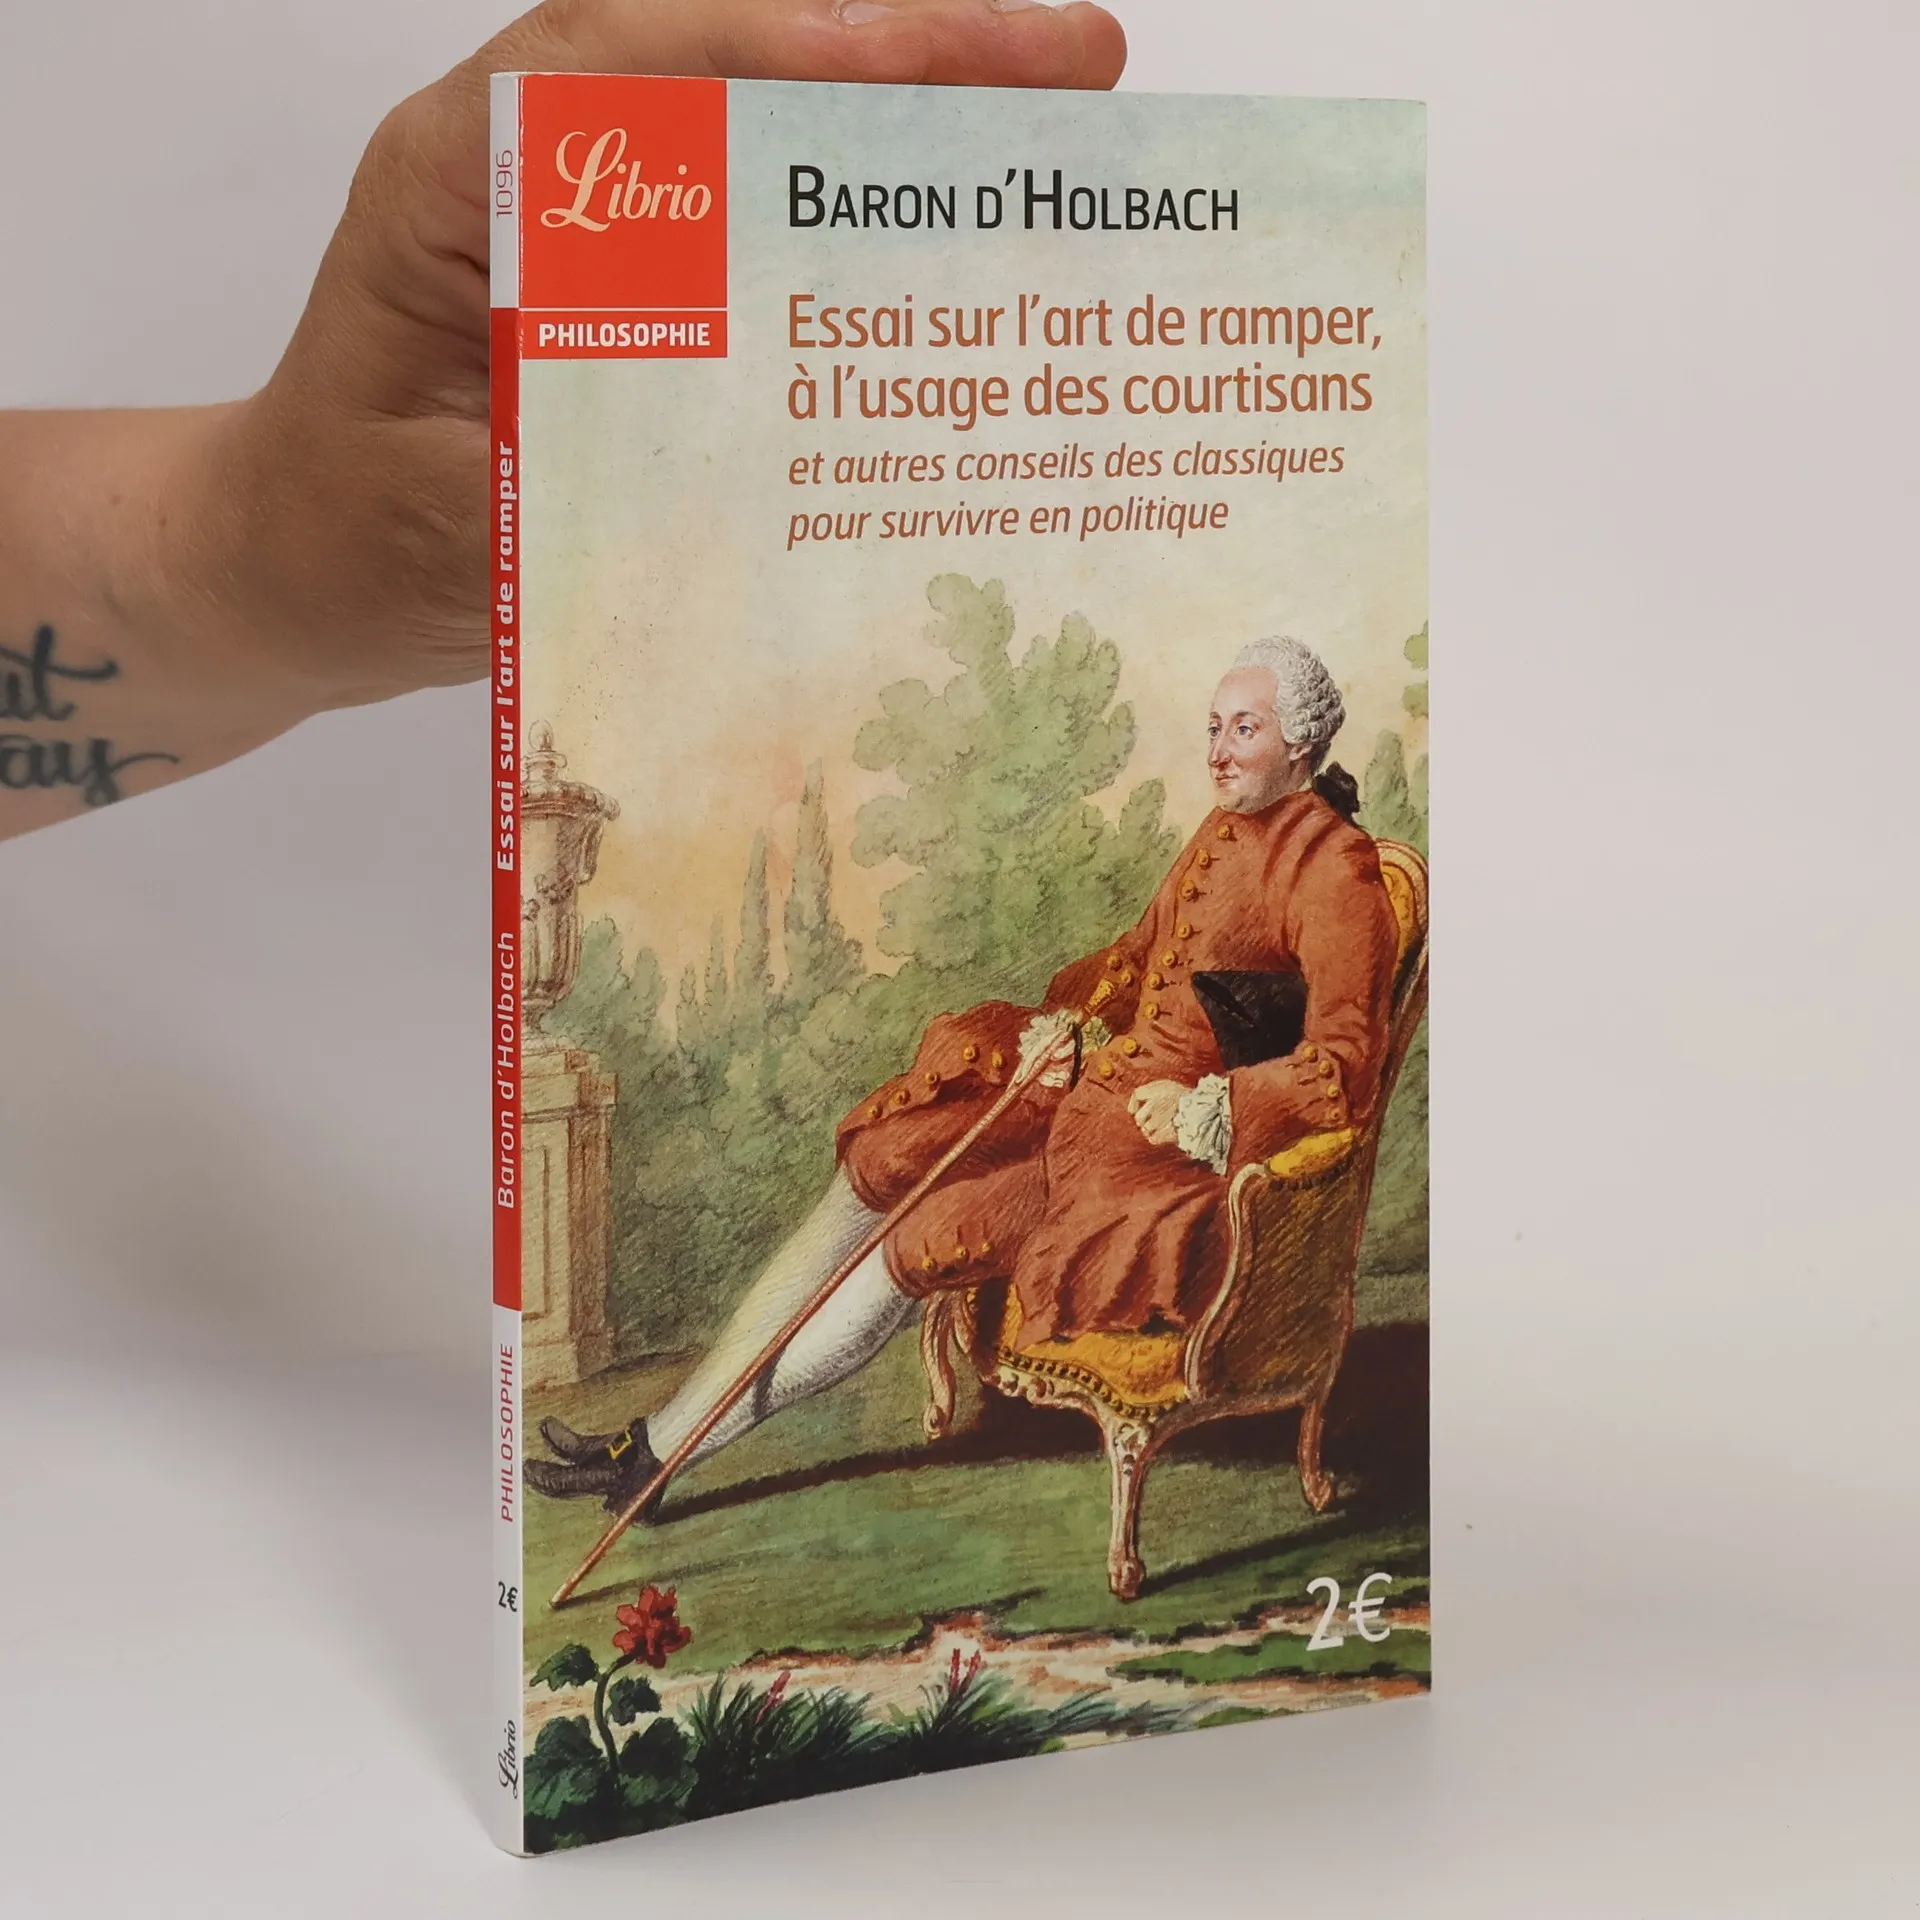 Librio
PHILOSOPHIE
BARON D'HOLBACH
Essai sur l'art de ramper,
à l'usage des courtisans
et autres conseils des classiques
pour survivre en politique
2€
1096
Baron d'Holbach Essai sur l'art de ramper
PHILOSOPHIE
2€
Librio